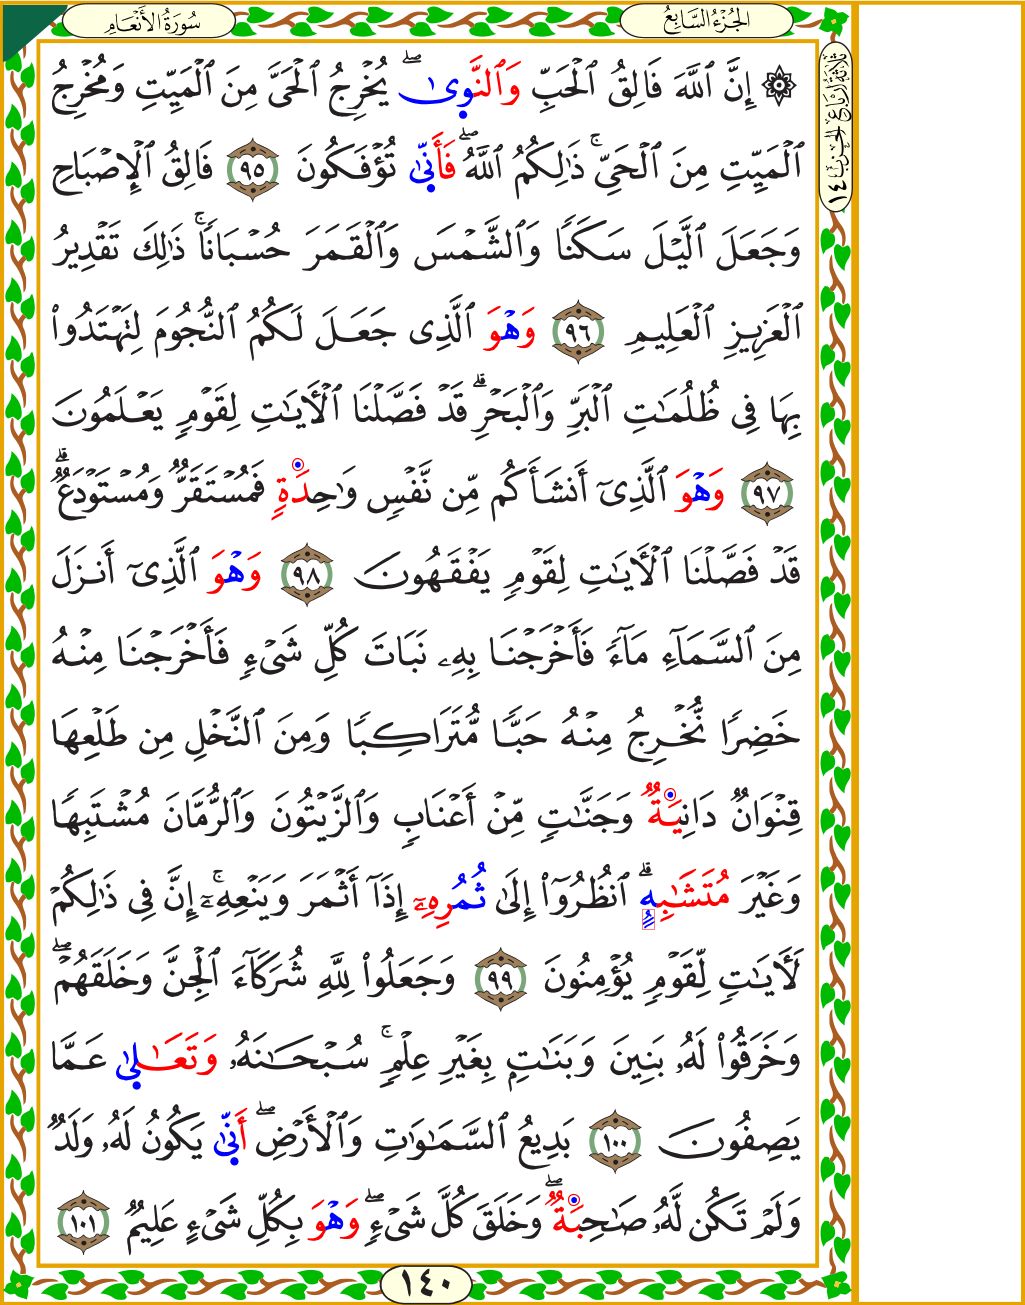 سُورَةُ الأَنْعَامِ
الجُزْءُ السَّابِعُ
ثَلَاثَةُ أَرْبَاعِ الحِزْبِ ١٤
۞ إِنَّ ٱللَّهَ فَالِقُ ٱلْحَبِّ وَٱلنَّوِىٰۖ يُخْرِجُ ٱلْحَىَّ مِنَ ٱلْمَيِّتِ وَمُخْرِجُ
ٱلْمَيِّتِ مِنَ ٱلْحَىِّۚ ذَٰلِكُمُ ٱللَّهُۖ فَأَنِّىٰ تُؤْفَكُونَ ٩٥ فَالِقُ ٱلْإِصْبَاحِ
وَجَعَلَ ٱلَّيْلَ سَكَنًا وَٱلشَّمْسَ وَٱلْقَمَرَ حُسْبَانًاۚ ذَٰلِكَ تَقْدِيرُ
ٱلْعَزِيزِ ٱلْعَلِيمِ ٩٦ وَهْوَ ٱلَّذِى جَعَلَ لَكُمُ ٱلنُّجُومَ لِتَهْتَدُوا۟
بِهَا فِى ظُلُمَٰتِ ٱلْبَرِّ وَٱلْبَحْرِۗ قَدْ فَصَّلْنَا ٱلْأَيَٰتِ لِقَوْمٍ يَعْلَمُونَ
٩٧ وَهْوَ ٱلَّذِىٓ أَنشَأَكُم مِّن نَّفْسٍ وَٰحِدَةٍ فَمُسْتَقَرٌّ وَمُسْتَوْدَعٌۗ
قَدْ فَصَّلْنَا ٱلْأَيَٰتِ لِقَوْمٍ يَفْقَهُونَ ٩٨ وَهْوَ ٱلَّذِىٓ أَنزَلَ
مِنَ ٱلسَّمَآءِ مَآءً فَأَخْرَجْنَا بِهِۦ نَبَاتَ كُلِّ شَىْءٍ فَأَخْرَجْنَا مِنْهُ
خَضِرًا نُّخْرِجُ مِنْهُ حَبًّا مُّتَرَاكِبًا وَمِنَ ٱلنَّخْلِ مِن طَلْعِهَا
قِنْوَانٌ دَانِيَةٌ وَجَنَّٰتٍ مِّنْ أَعْنَابٍ وَٱلزَّيْتُونَ وَٱلرُّمَّانَ مُشْتَبِهًا
وَغَيْرَ مُتَشَٰبِهٍۗ ٱنظُرُوٓا۟ إِلَىٰ ثُمُرِهِۦٓ إِذَآ أَثْمَرَ وَيَنْعِهِۦٓۚ إِنَّ فِى ذَٰلِكُمْ
لَأَيَٰتٍ لِّقَوْمٍ يُؤْمِنُونَ ٩٩ وَجَعَلُوا۟ لِلَّهِ شُرَكَآءَ ٱلْجِنَّ وَخَلَقَهُمْۖ
وَخَرَقُوا۟ لَهُۥ بَنِينَ وَبَنَٰتٍ بِغَيْرِ عِلْمٍۚ سُبْحَٰنَهُۥ وَتَعَٰلِىٰ عَمَّا
يَصِفُونَ ١٠٠ بَدِيعُ ٱلسَّمَٰوَٰتِ وَٱلْأَرْضِۖ أَنِّىٰ يَكُونُ لَهُۥ وَلَدٌ
وَلَمْ تَكُن لَّهُۥ صَٰحِبَةٌۖ وَخَلَقَ كُلَّ شَىْءٍۖ وَهْوَ بِكُلِّ شَىْءٍ عَلِيمٌ ١٠١
١٤٠